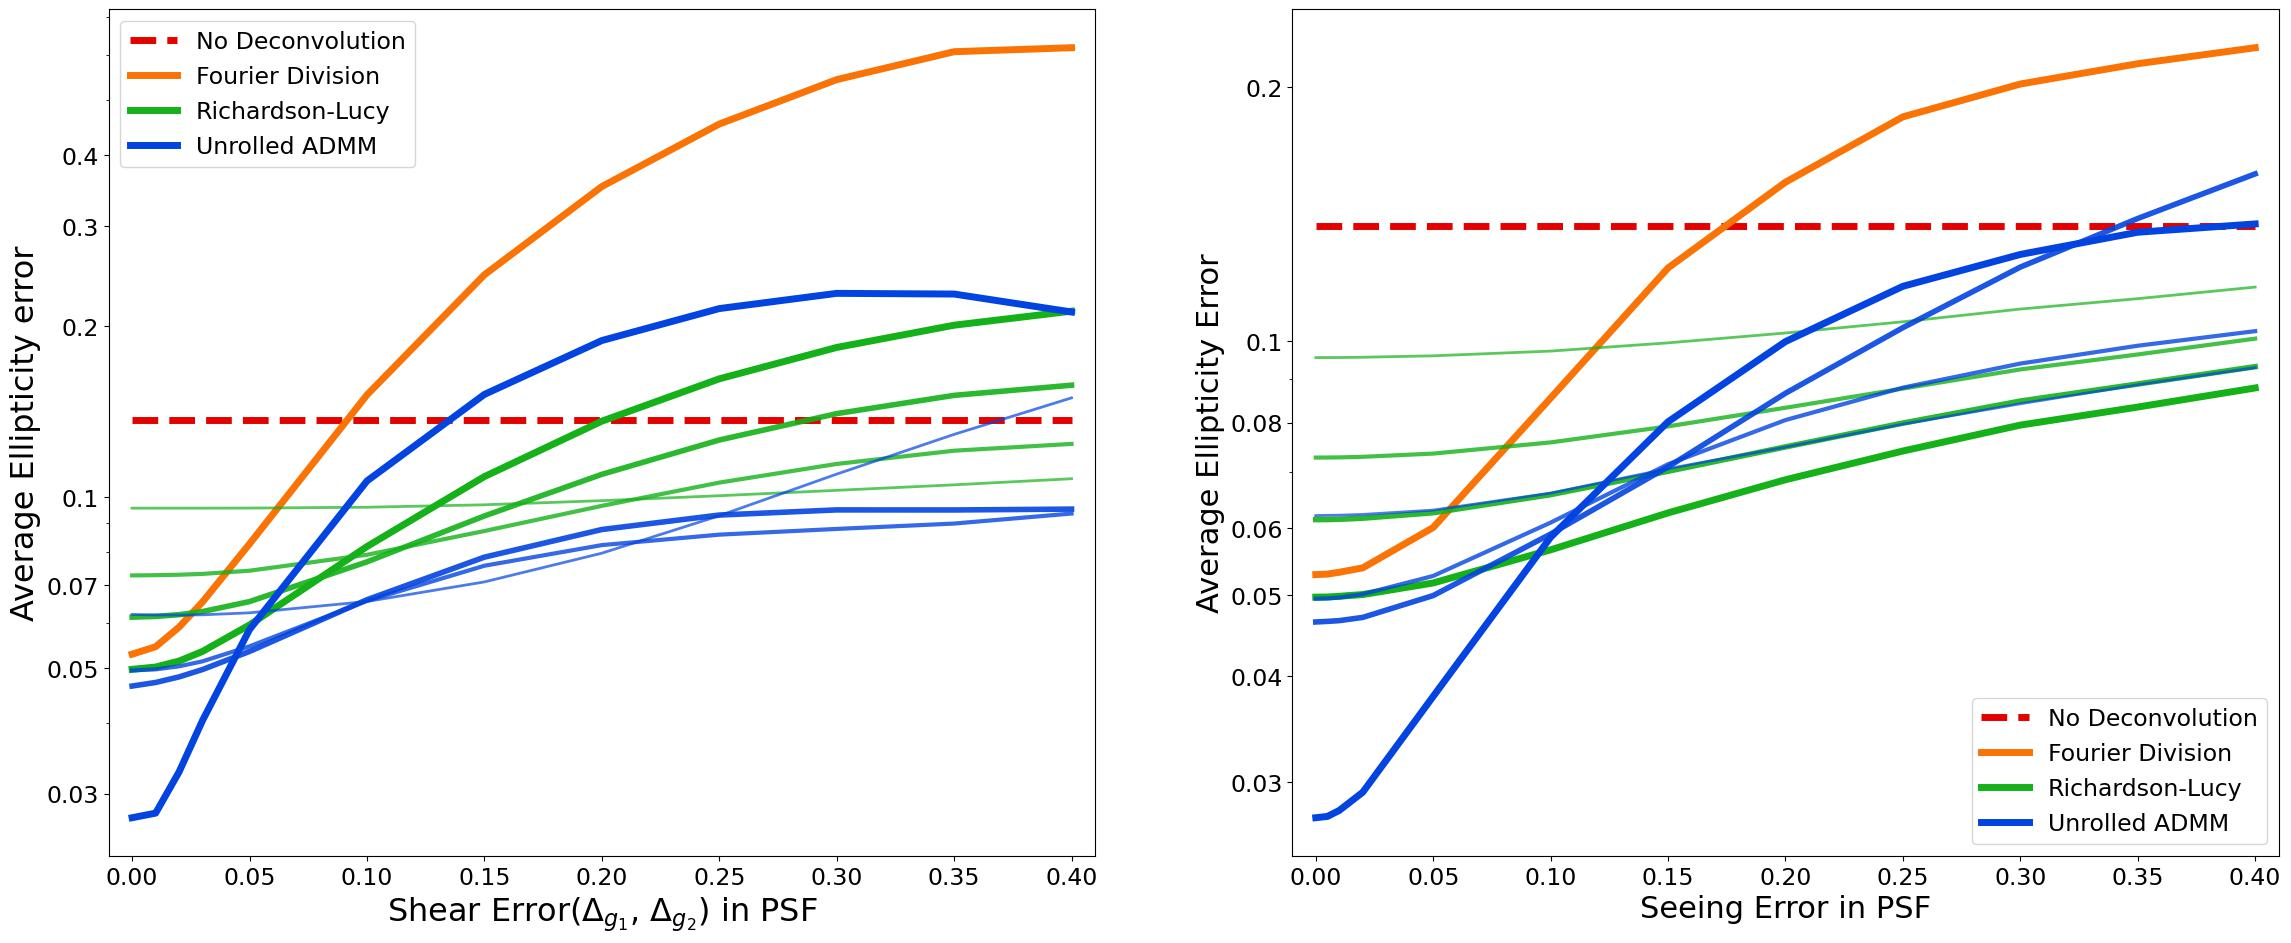 No Deconvolution
Fourier Division
Richardson-Lucy
Unrolled ADMM
Average Ellipticity error
0.4
0.3
0.2
0.1
0.07
0.05
0.03
0.00 0.05 0.10 0.15 0.20 0.25 0.30 0.35 0.40
Shear Error(Δg1, Δg2) in PSF
Average Ellipticity Error
0.2
0.1
0.08
0.06
0.05
0.04
0.03
No Deconvolution
Fourier Division
Richardson-Lucy
Unrolled ADMM
0.00 0.05 0.10 0.15 0.20 0.25 0.30 0.35 0.40
Seeing Error in PSF